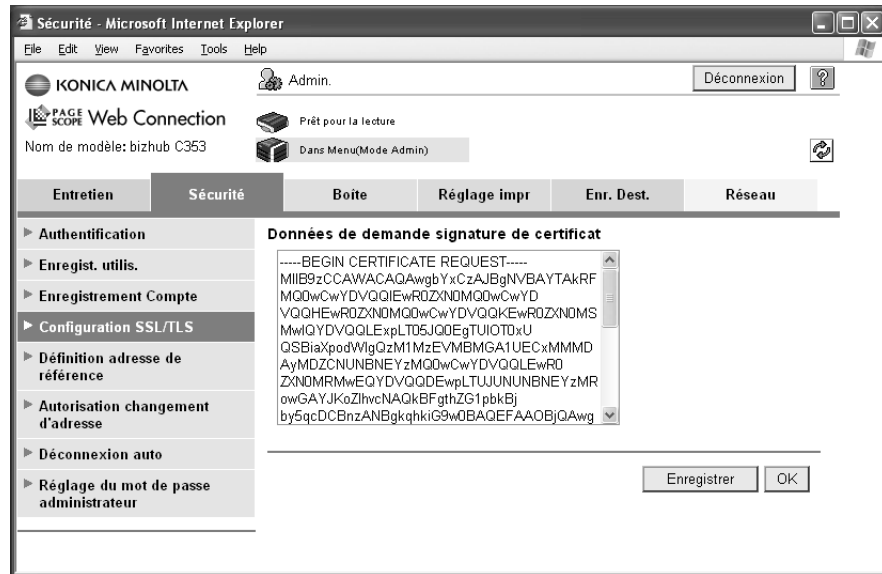 Sécurité - Microsoft Internet Explorer
File Edit View Favorites Tools Help
KONICA MINOLTA
Admin.
Déconnexion
?
PAGE SCOPE Web Connection
Prêt pour la lecture
Nom de modèle: bizhub C353
Dans Menu(Mode Admin)
Entretien Sécurité Boîte Réglage impr Enr. Dest. Réseau
Authentification
Enregist. utilis.
Enregistrement Compte
Configuration SSL/TLS
Définition adresse de
référence
Autorisation changement
d'adresse
Déconnexion auto
Réglage du mot de passe
administrateur
Données de demande signature de certificat
-----BEGIN CERTIFICATE REQUEST-----
MIIB9zCCAWACAQAwgbYxCzAJBgNVBAYTAkRF
MQ0wCwYDVQQIEwR0ZXN0MQ0wCwYD
VQQHEwR0ZXN0MQ0wCwYDVQQKEwR0ZXN0MS
MwIQYDVQQLExpLT05JQ0EgTUlOT0xU
QSBiaXpodWIgQzM1MzEVMBMGA1UECxMMMD
AyMDZCNUNBNEYzMQ0wCwYDVQQLEwR0
ZXN0MRMwEQYDVQQDEwpLTUJUNUNBNEYzMR
owGAYJKoZIhvcNAQkBFgthZG1pbkBj
by5qcDCBnzANBgkqhkiG9w0BAQEFAAOBjQAwg
Enregistrer OK